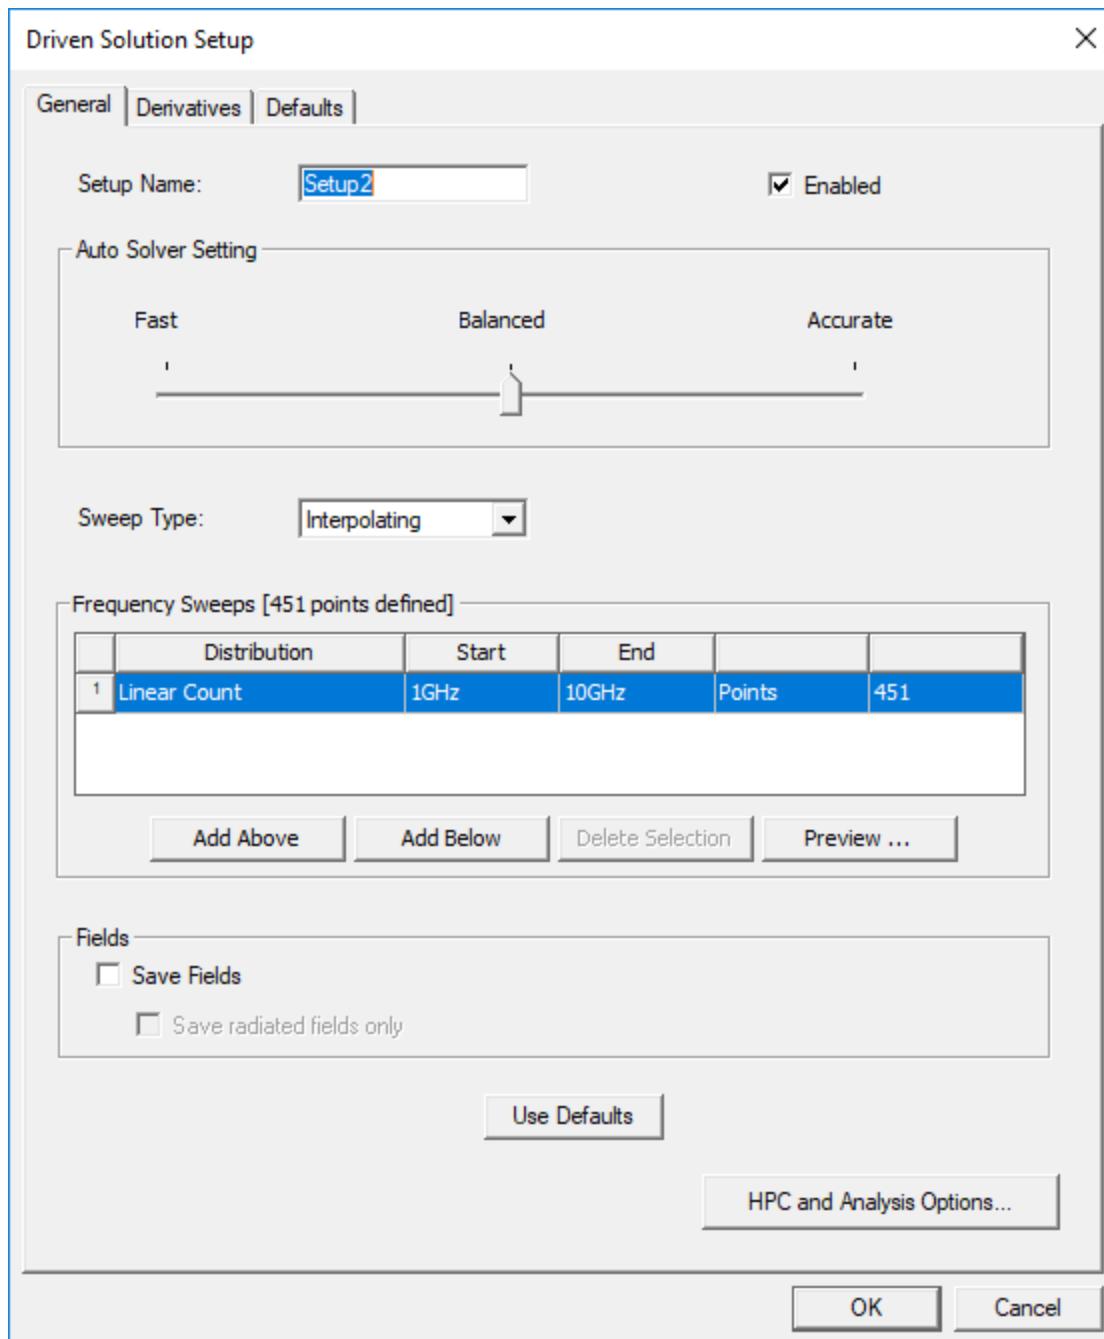 Driven Solution Setup
General Derivatives Defaults
Setup Name: Setup2 Enabled
Auto Solver Setting
Fast Balanced Accurate
Sweep Type: Interpolating
Frequency Sweeps [451 points defined]
Distribution Start End
1 Linear Count 1GHz 10GHz Points 451
Add Above Add Below Delete Selection Preview ...
Fields
Save Fields
Save radiated fields only
Use Defaults
HPC and Analysis Options...
OK Cancel